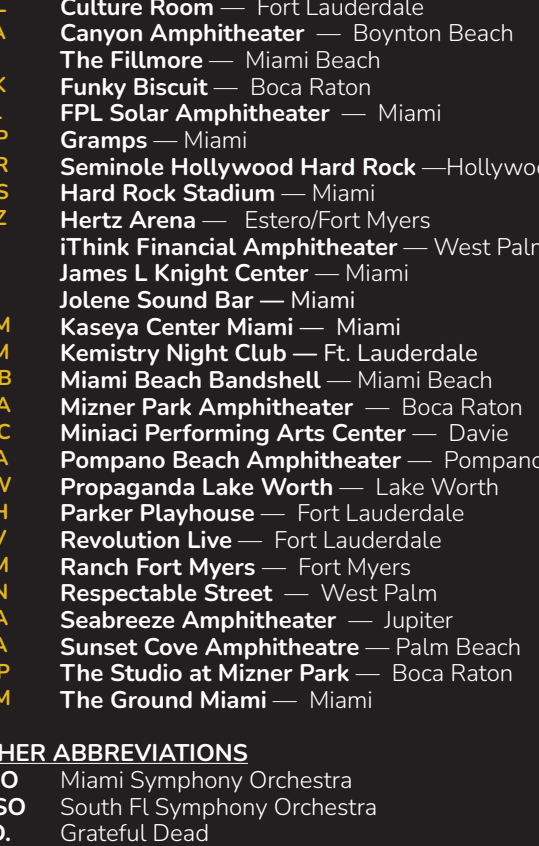 L Culture Room — Fort Lauderdale
A Canyon Amphitheater — Boynton Beach
The Fillmore — Miami Beach
K Funky Biscuit — Boca Raton
L FPL Solar Amphitheater — Miami
P Gramps — Miami
R Seminole Hollywood Hard Rock —Hollywoo
S Hard Rock Stadium — Miami
Z Hertz Arena — Estero/Fort Myers
iThink Financial Amphitheater — West Palm
James L Knight Center — Miami
Jolene Sound Bar — Miami
M Kaseya Center Miami — Miami
M Kemistry Night Club — Ft. Lauderdale
B Miami Beach Bandshell — Miami Beach
A Mizner Park Amphitheater — Boca Raton
C Miniaci Performing Arts Center — Davie
A Pompano Beach Amphitheater — Pompano
W Propaganda Lake Worth — Lake Worth
H Parker Playhouse — Fort Lauderdale
V Revolution Live — Fort Lauderdale
M Ranch Fort Myers — Fort Myers
N Respectable Street — West Palm
A Seabreeze Amphitheater — Jupiter
A Sunset Cove Amphitheatre — Palm Beach
P The Studio at Mizner Park — Boca Raton
M The Ground Miami — Miami
HER ABBREVIATIONS
O Miami Symphony Orchestra
SO South Fl Symphony Orchestra
D. Grateful Dead